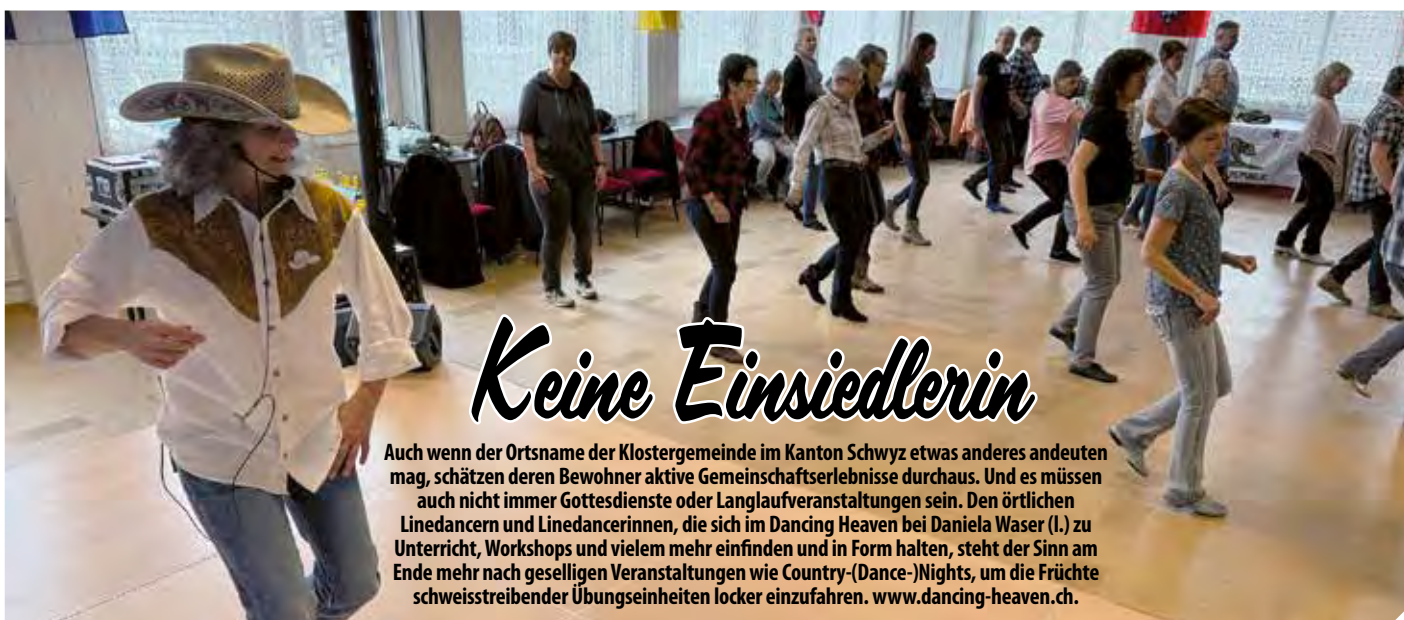 REPUBLIC
Keine Einsiedlerin
Auch wenn der Ortsname der Klostergemeinde im Kanton Schwyz etwas anderes andeuten
mag, schätzen deren Bewohner aktive Gemeinschaftserlebnisse durchaus. Und es müssen
auch nicht immer Gottesdienste oder Langlaufveranstaltungen sein. Den örtlichen
Linedancern und Linedancerinnen, die sich im Dancing Heaven bei Daniela Waser (l.) zu
Unterricht, Workshops und vielem mehr einfinden und in Form halten, steht der Sinn am
Ende mehr nach geselligen Veranstaltungen wie Country-(Dance-)Nights, um die Früchte
schweisstreibender Übungseinheiten locker einzufahren. www.dancing-heaven.ch.